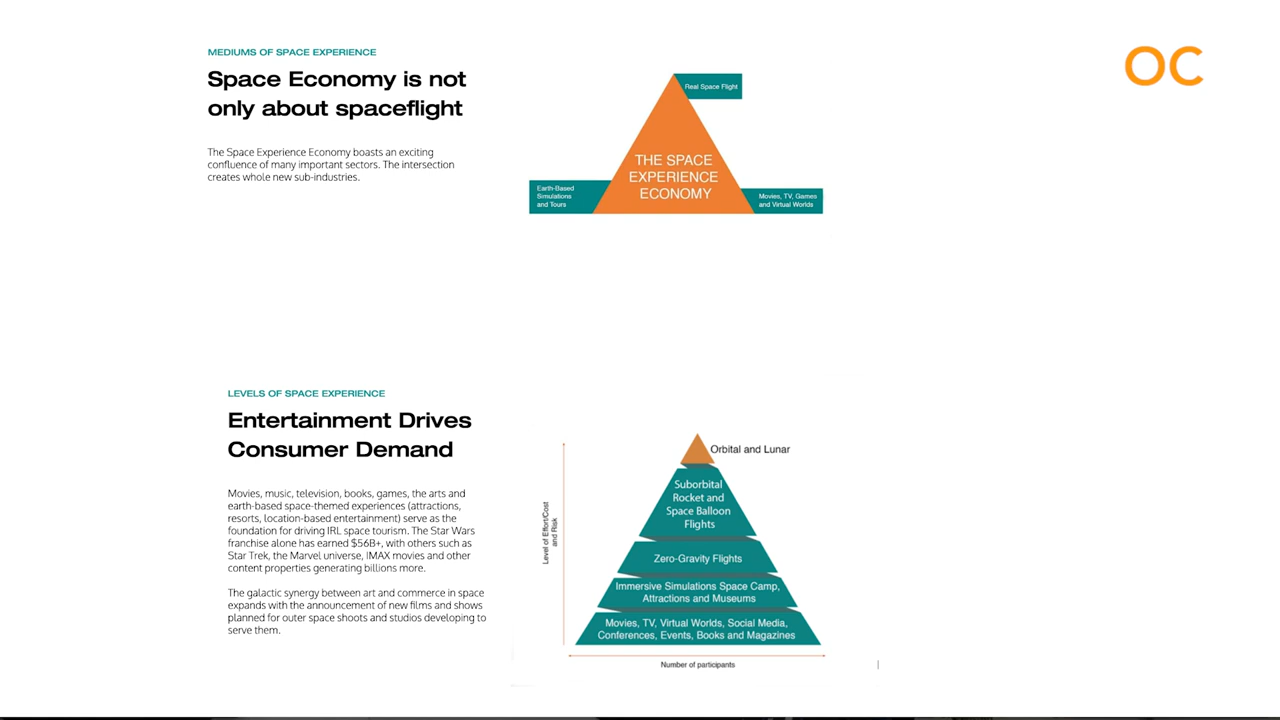 MEDIUMS OF SPACE EXPERIENCE
Space Economy is not
only about spaceflight
The Space Experience Economy boasts an exciting
confluence of many important sectors. The intersection
creates whole new sub-industries.
OC
Real Space Flight
THE SPACE
EXPERIENCE
ECONOMY
Earth-Based
Simulations
and Tours
Movies, TV, Games
and Virtual Worlds
LEVELS OF SPACE EXPERIENCE
Entertainment Drives
Consumer Demand
Movies, music, television, books, games, the arts and
earth-based space-themed experiences (attractions,
resorts, location-based entertainment) serve as the
foundation for driving IRL space tourism. The Star Wars
franchise alone has earned $56B+, with others such as
Star Trek, the Marvel universe, IMAX movies and other
content properties generating billions more.
The galactic synergy between art and commerce in space
expands with the announcement of new films and shows
planned for outer space shoots and studios developing to
serve them.
Level of Effort/Cost
and Risk
Orbital and Lunar
Suborbital
Rocket and
Space Balloon
Flights
Zero-Gravity Flights
Immersive Simulations Space Camp,
Attractions and Museums
Movies, TV, Virtual Worlds, Social Media,
Conferences, Events, Books and Magazines
Number of participants